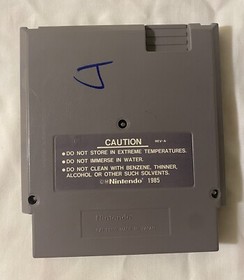 J
CAUTION REV-A
● DO NOT STORE IN EXTREME TEMPERATURES.
● DO NOT IMMERSE IN WATER.
● DO NOT CLEAN WITH BENZENE, THINNER,
ALCOHOL OR OTHER SUCH SOLVENTS.
©Nintendo 1985
Nintendo